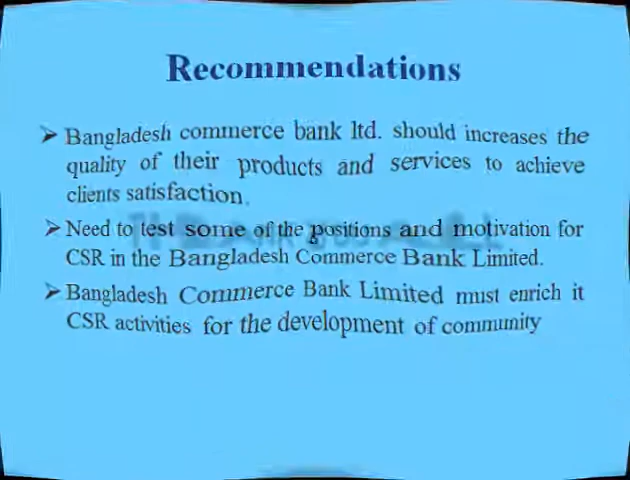 Recommendations
➤ Bangladesh commerce bank ltd. should increases the
quality of their products and services to achieve
clients satisfaction.
➤ Need to test some of the positions and motivation for
CSR in the Bangladesh Commerce Bank Limited.
➤ Bangladesh Commerce Bank Limited must enrich it
CSR activities for the development of community